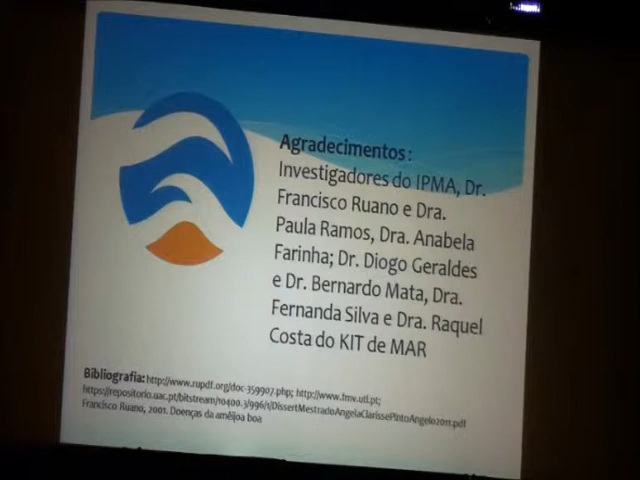 Agradecimentos:
Investigadores do IPMA, Dr.
Francisco Ruano e Dra.
Paula Ramos, Dra. Anabela
Farinha; Dr. Diogo Geraldes
e Dr. Bernardo Mata, Dra.
Fernanda Silva e Dra. Raquel
Costa do KIT de MAR
Bibliografia: http://www.rupdf.org/doc-359907.php; http://www.fmv.utl.pt;
https://repositorio.uac.pt/bitstream/10400.3/996/1/DissertMestradoAngelaClarissePintoAngelo2011.pdf
Francisco Ruano, 2001. Doenças da amêijoa boa